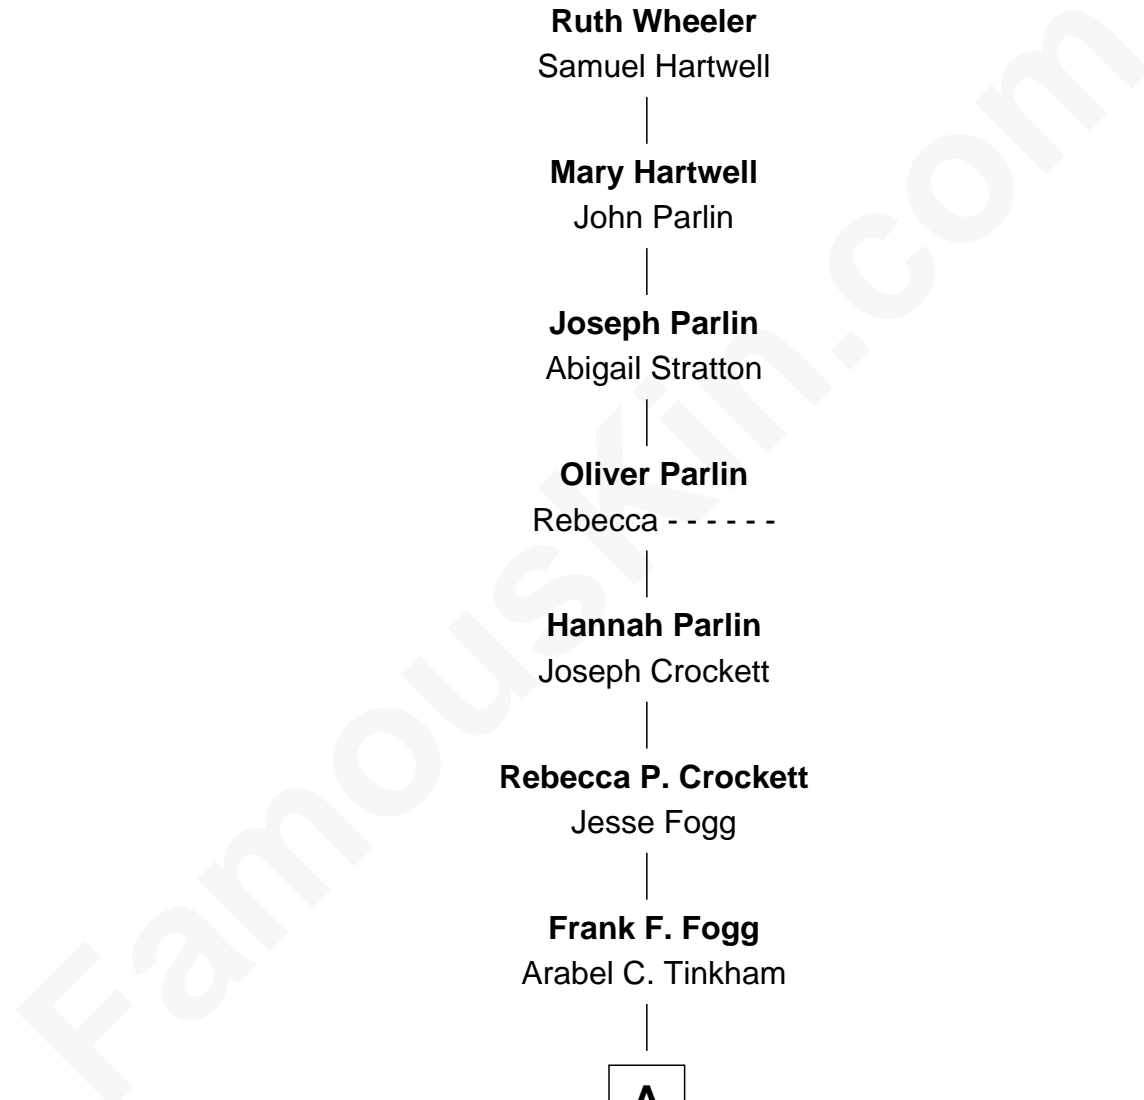 Ruth Wheeler
Samuel Hartwell
Mary Hartwell
John Parlin
Joseph Parlin
Abigail Stratton
Oliver Parlin
Rebecca - - - - - -
Hannah Parlin
Joseph Crockett
Rebecca P. Crockett
Jesse Fogg
Frank F. Fogg
Arabel C. Tinkham
A
FamousKin.com